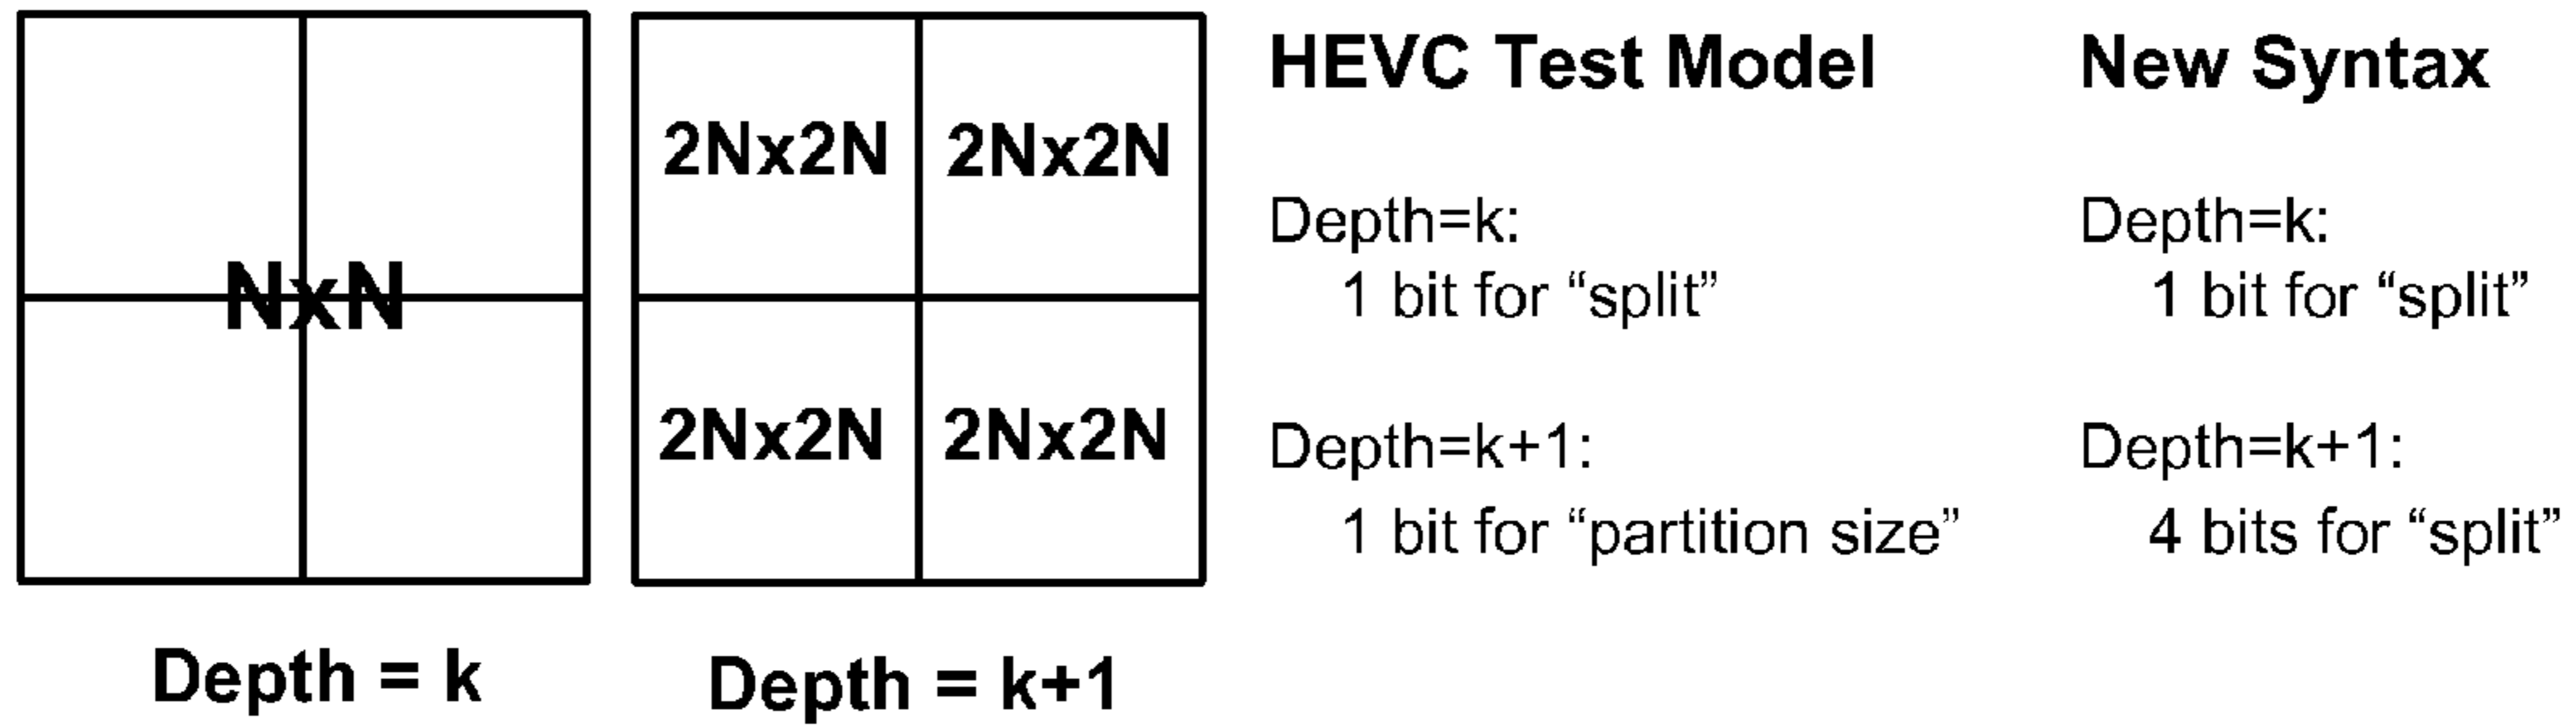 NxN
Depth = k
2Nx2N 2Nx2N
2Nx2N 2Nx2N
Depth = k+1
HEVC Test Model
Depth=k:
1 bit for “split”
Depth=k+1:
1 bit for “partition size”
New Syntax
Depth=k:
1 bit for “split”
Depth=k+1:
4 bits for “split”